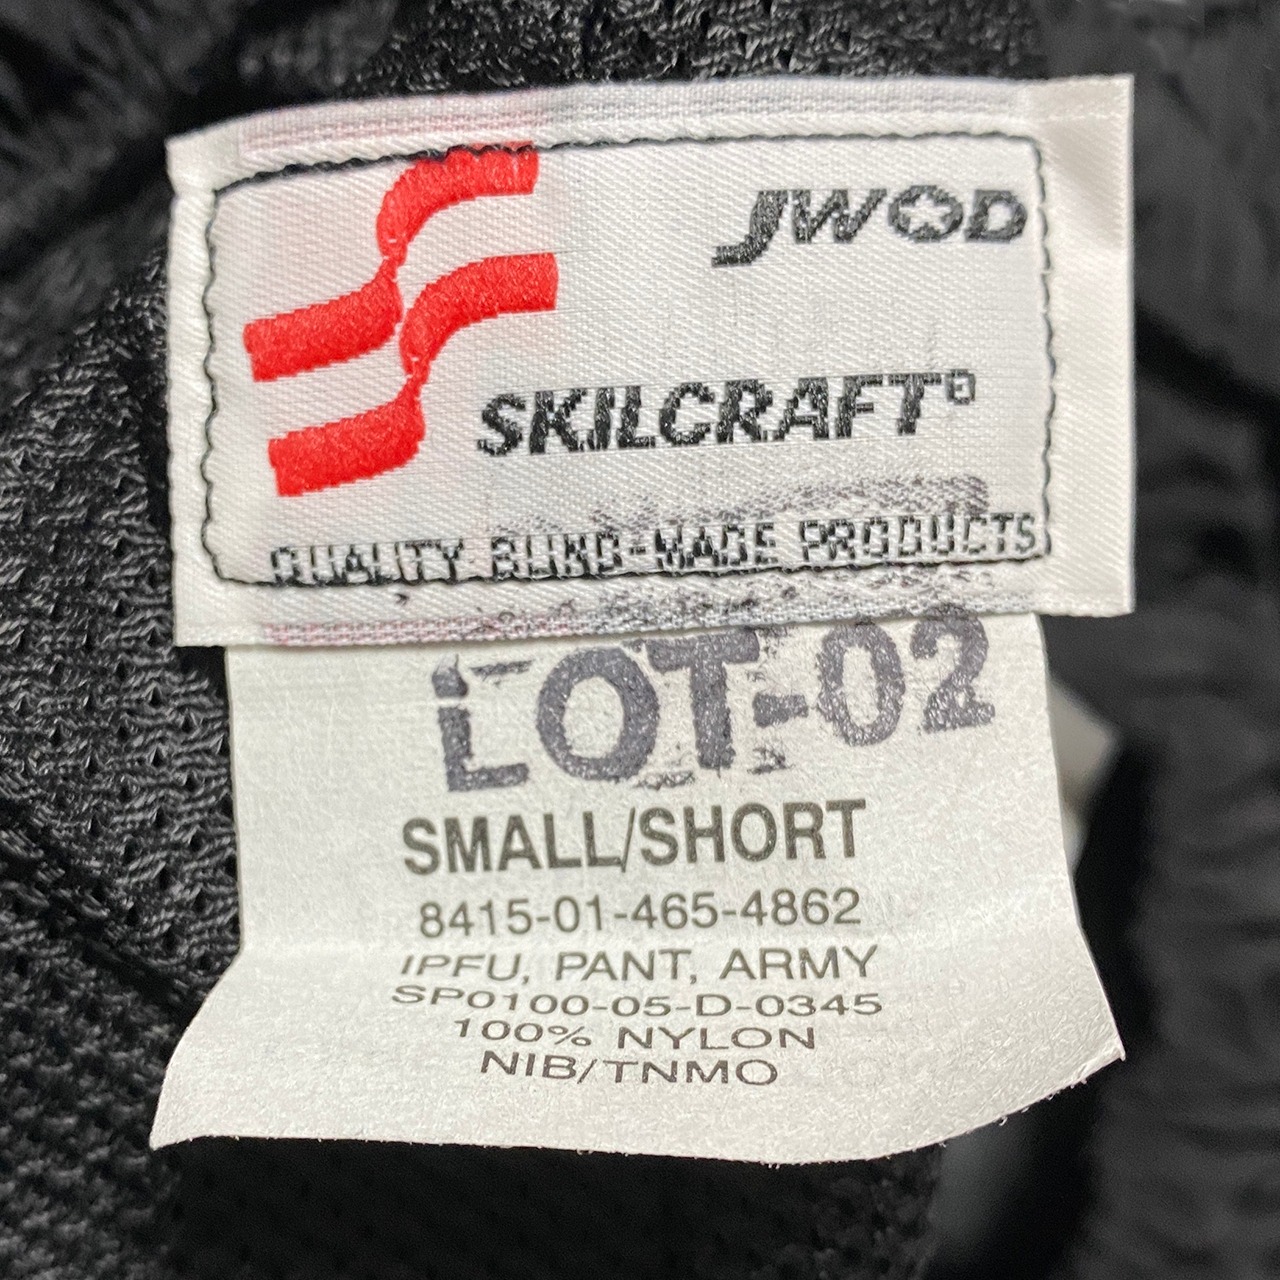 JWOD
SKILCRAFT®
QUALITY BLIND-MADE PRODUCTS
LOT-02
SMALL/SHORT
8415-01-465-4862
IPFU, PANT, ARMY
SP0100-05-D-0345
100% NYLON
NIB/TNMO